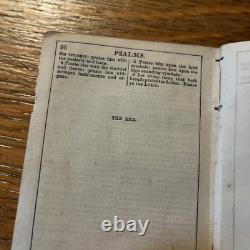 96
PSALMS.
the trumpet: praise him with
the psaltery and harp.
4 Praise him with the timbrel
and dance: praise him with
stringed instruments and or-
gans.
5 Praise him upon the loud
cymbals: praise him upon the
high sounding cymbals.
6 Let every thing that hath
breath praise the LORD. Praise
ye the LORD.
THE END.